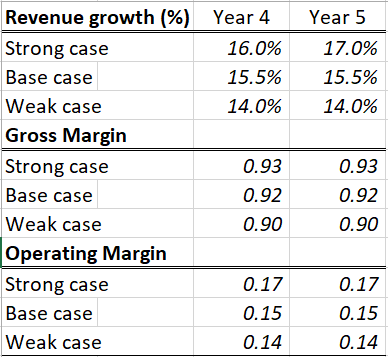 Revenue growth (%) Year 4 Year 5
Strong case 16.0% 17.0%
Base case 15.5% 15.5%
Weak case 14.0% 14.0%
Gross Margin
Strong case 0.93 0.93
Base case 0.92 0.92
Weak case 0.90 0.90
Operating Margin
Strong case 0.17 0.17
Base case 0.15 0.15
Weak case 0.14 0.14